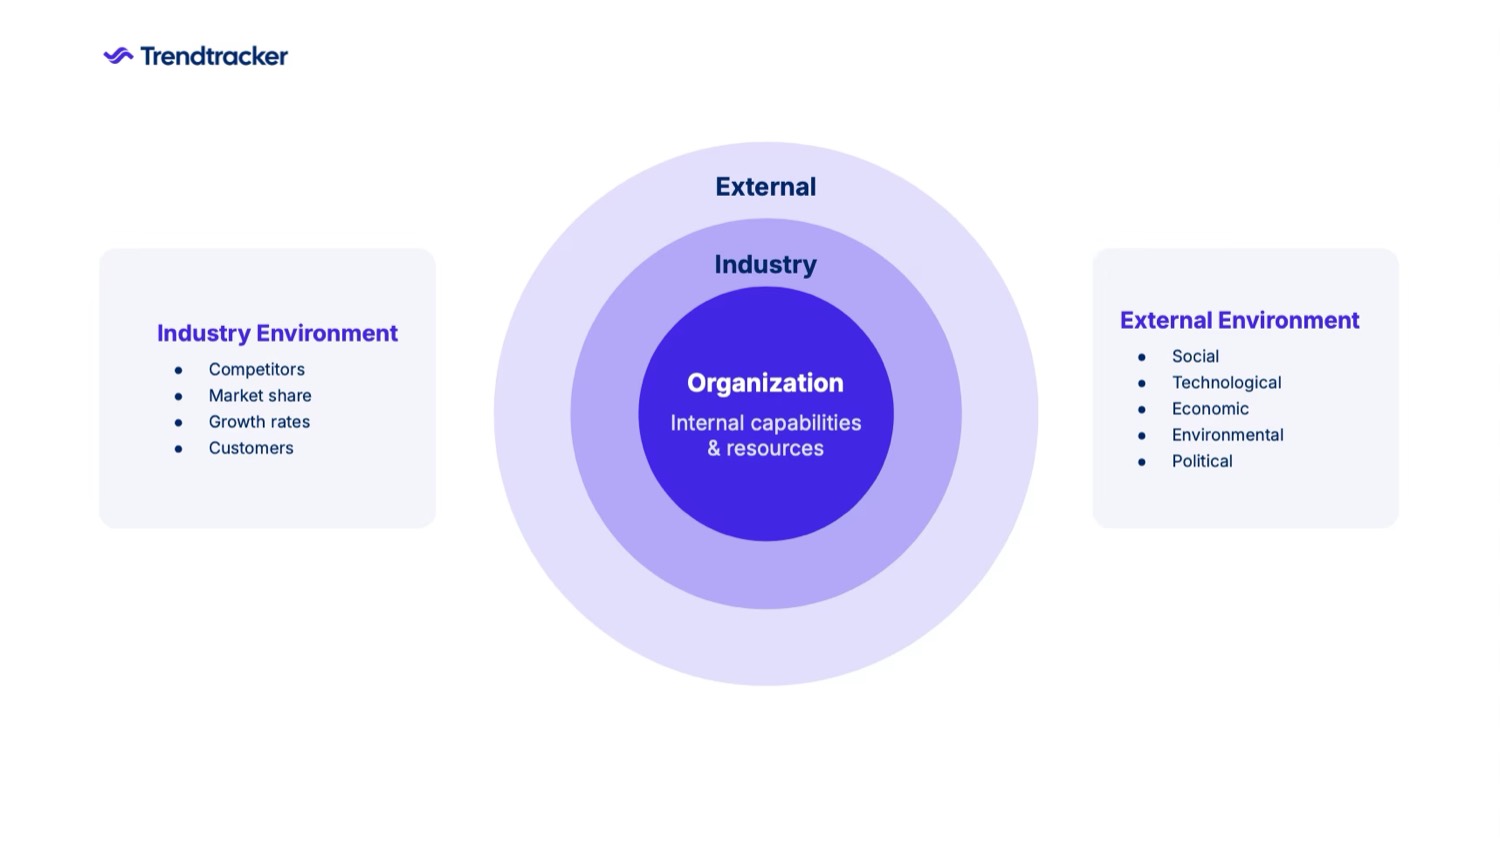 Trendtracker
External
Industry
Organization
Internal capabilities
& resources
Industry Environment
● Competitors
● Market share
● Growth rates
● Customers
External Environment
● Social
● Technological
● Economic
● Environmental
● Political